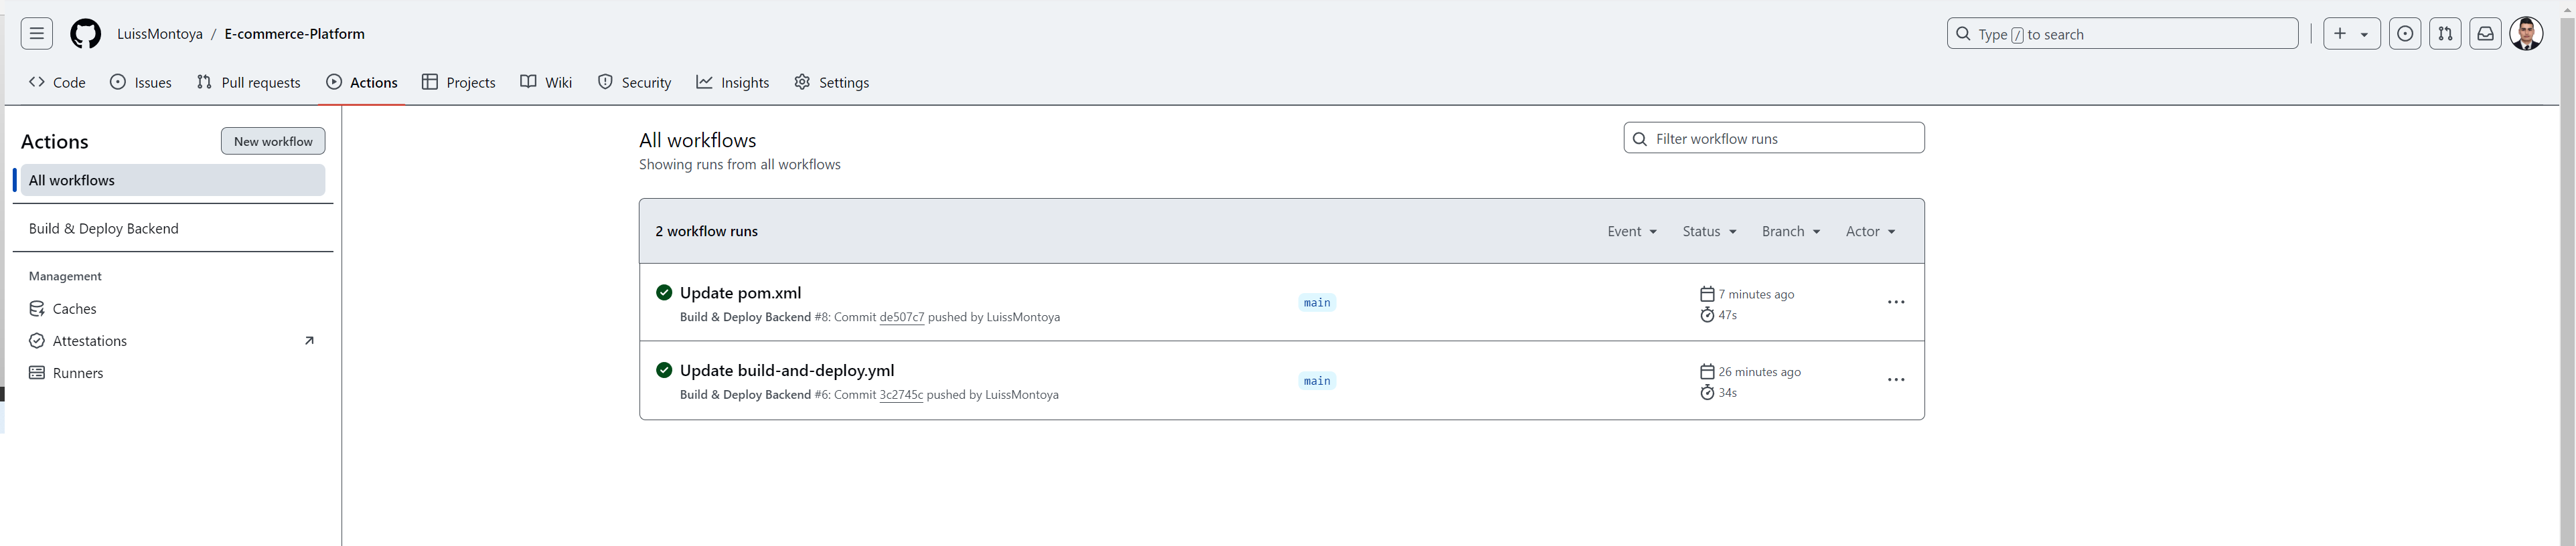 LuissMontoya / E-commerce-Platform
Type / to search
Code Issues Pull requests Actions Projects Wiki Security Insights Settings
Actions
New workflow
All workflows
Build & Deploy Backend
Management
Caches
Attestations
Runners
All workflows
Showing runs from all workflows
Filter workflow runs
2 workflow runs
Event Status Branch Actor
Update pom.xml
Build & Deploy Backend #8: Commit de507c7 pushed by LuissMontoya
main
7 minutes ago
47s
Update build-and-deploy.yml
Build & Deploy Backend #6: Commit 3c2745c pushed by LuissMontoya
main
26 minutes ago
34s